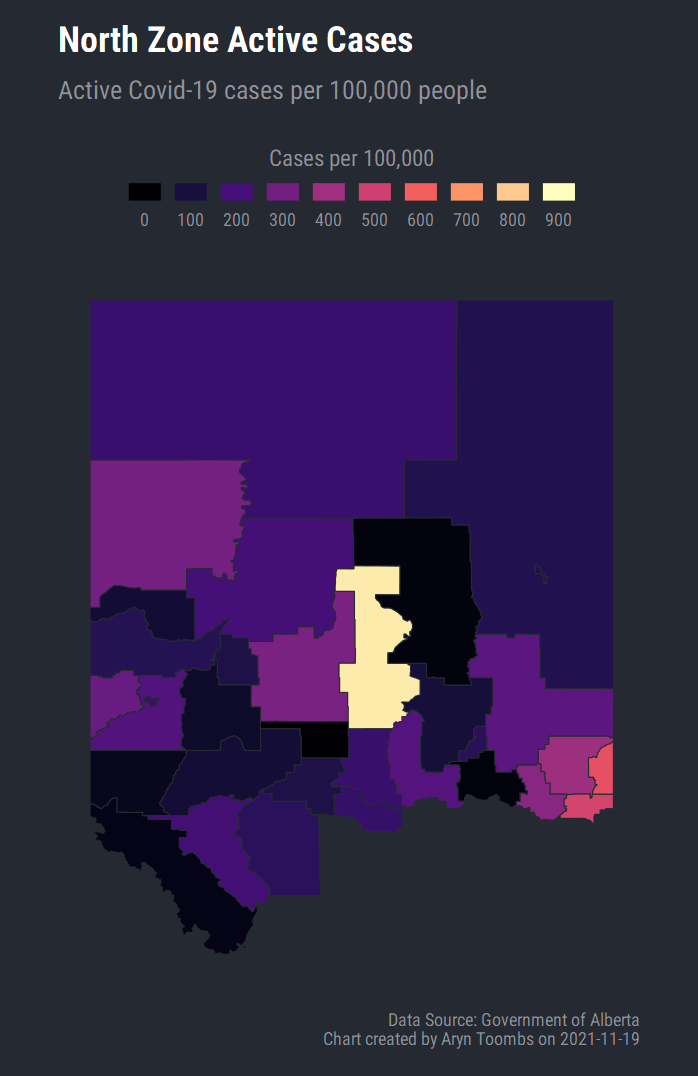 North Zone Active Cases
Active Covid-19 cases per 100,000 people
Cases per 100,000
0 100 200 300 400 500 600 700 800 900
Data Source: Government of Alberta
Chart created by Aryn Toombs on 2021-11-19